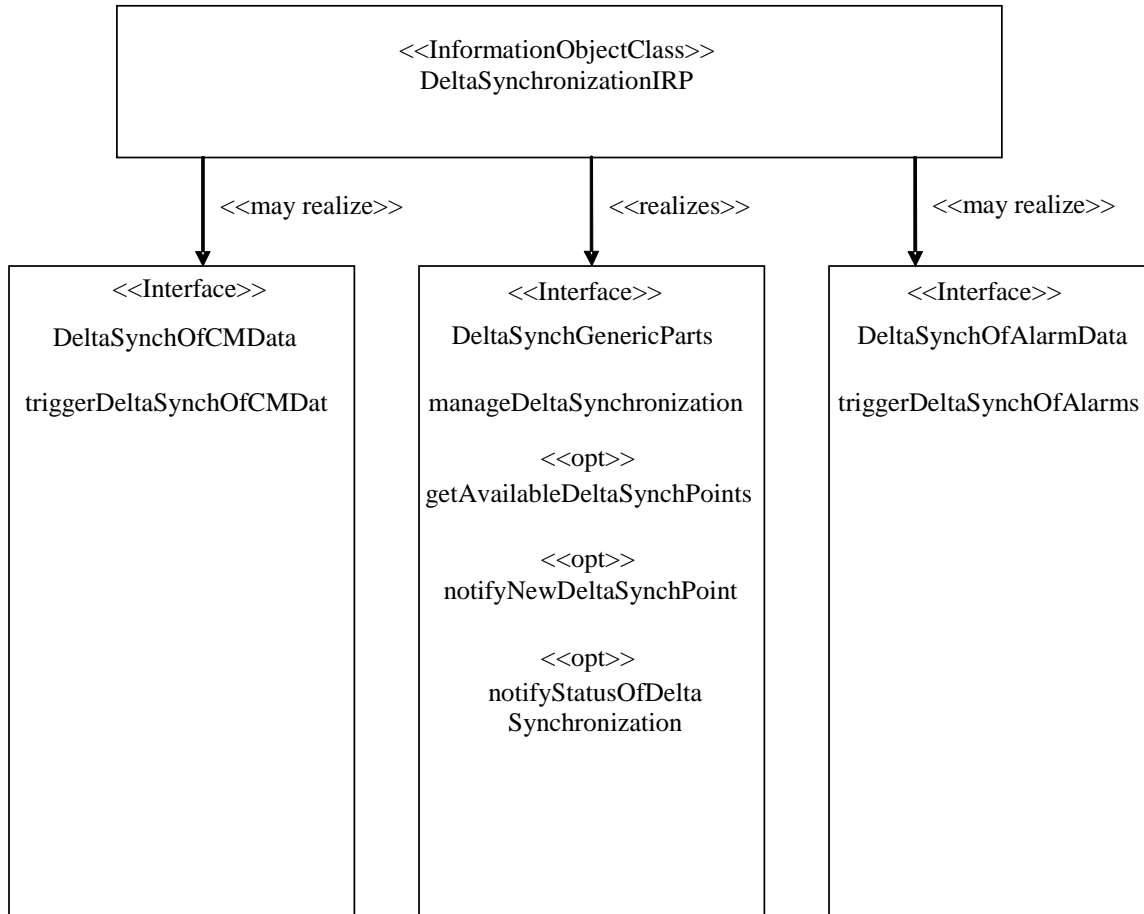 <<InformationObjectClass>>
DeltaSynchronizationIRP
<<may realize>>
<<realizes>>
<<may realize>>
<<Interface>>
DeltaSynchOfCMData
triggerDeltaSynchOfCMDat
<<Interface>>
DeltaSynchGenericParts
manageDeltaSynchronization
<<opt>>
getAvailableDeltaSynchPoints
<<opt>>
notifyNewDeltaSynchPoint
<<opt>>
notifyStatusOfDelta
Synchronization
<<Interface>>
DeltaSynchOfAlarmData
triggerDeltaSynchOfAlarms